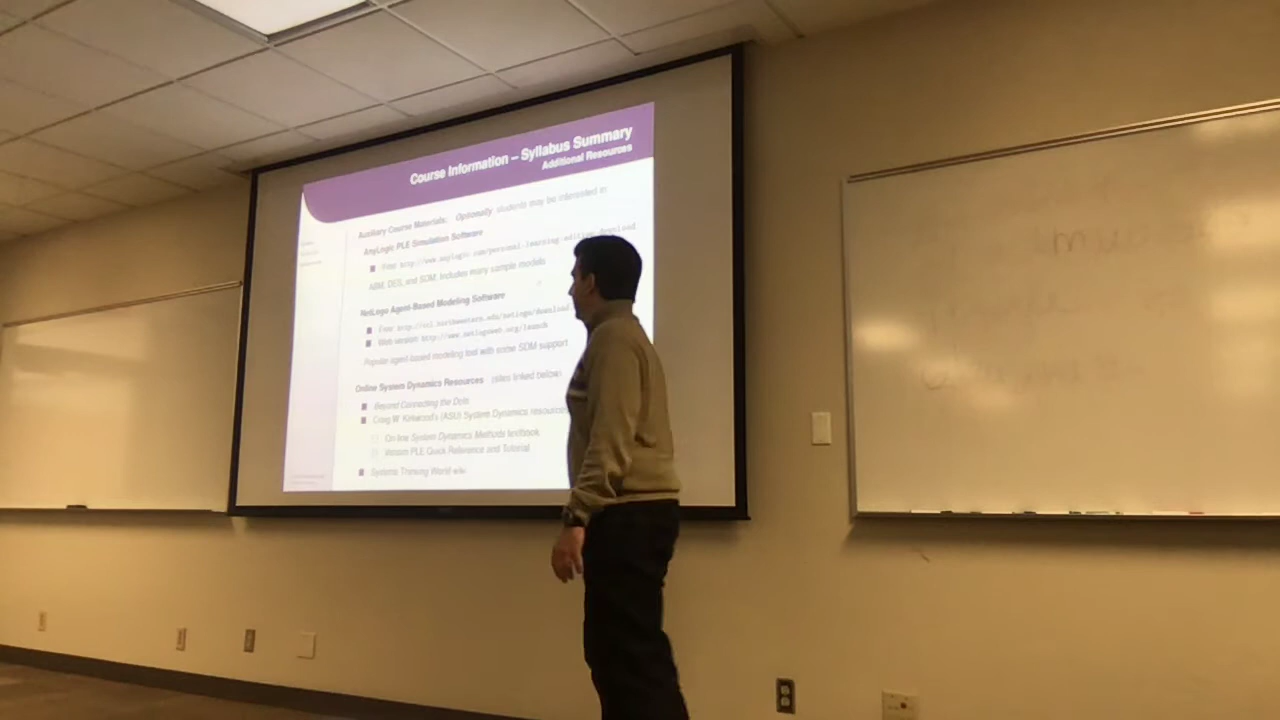 Course Information – Syllabus Summary
Additional Resources
Auxiliary Course Materials: Optionally students may be interested in
AnyLogic PLE Simulation Software
Free: http://www.anylogic.com/personal-learning-edition-download
ABM, DES, and SDM; includes many sample models
NetLogo Agent-Based Modeling Software
Free: http://ccl.northwestern.edu/netlogo/download.
Web version: http://www.netlogoweb.org/launch
Popular agent-based modeling tool with some SDM support
Online System Dynamics Resources (sites linked below)
Beyond Connecting the Dots
Craig W. Kirkwood's (ASU) System Dynamics resources
On-line System Dynamics Methods textbook
Vensim PLE Quick Reference and Tutorial
Systems Thinking World wiki